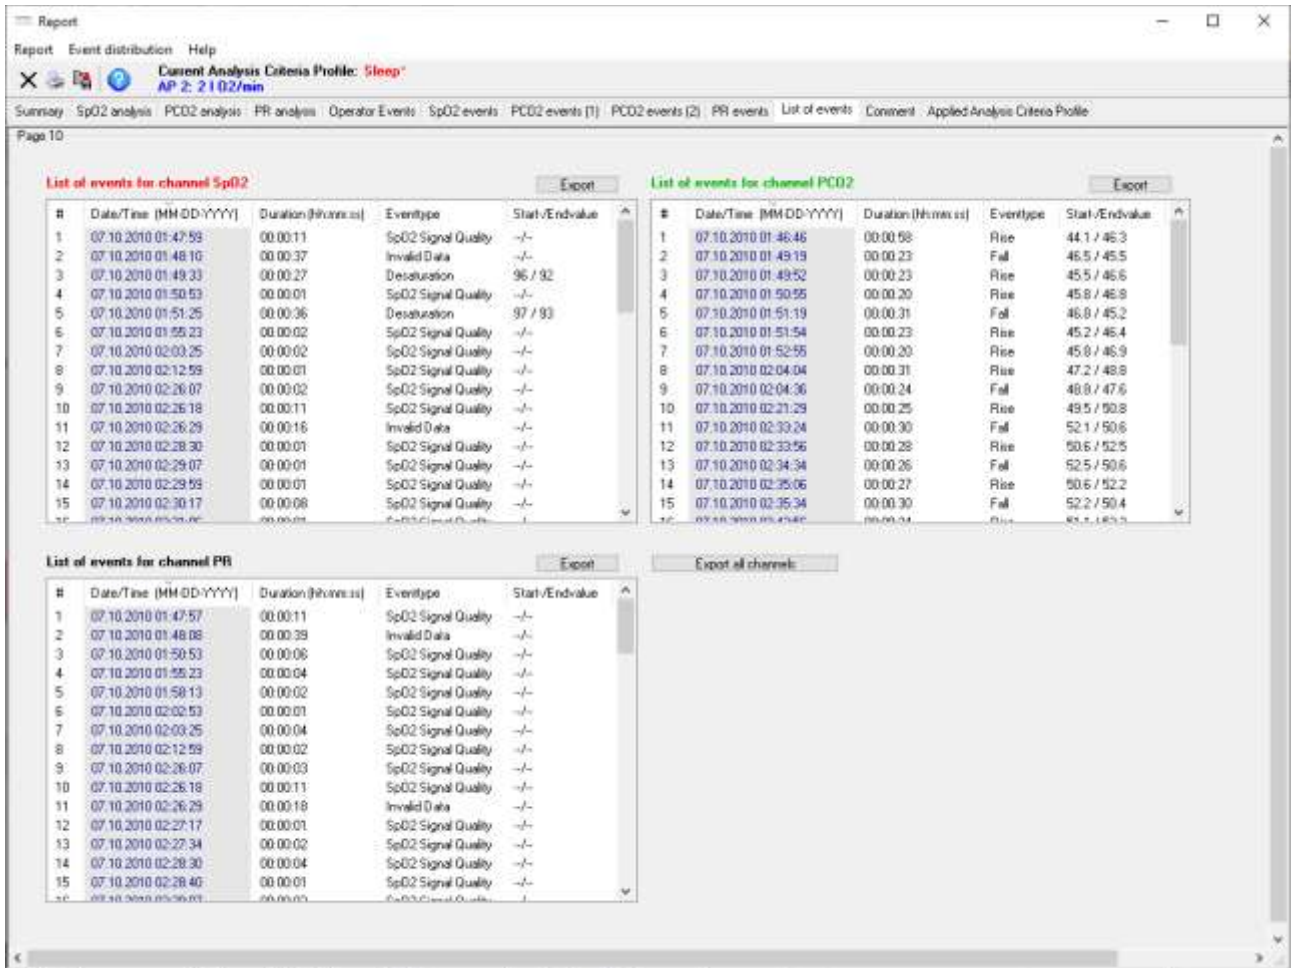 Report
Report Event distribution Help
Current Analysis Criteria Profile: Sleep*
AP 2: 2 l O2/min
Summary SpO2 analysis PCO2 analysis PR analysis Operator Events SpO2 events PCO2 events (1) PCO2 events (2) PR events List of events Comment Applied Analysis Criteria Profile
Page 10
List of events for channel SpO2 Export
# Date/Time (MM-DD-YYYY) Duration (hh:mm:ss) Eventtype Start-/Endvalue
1 07.10.2010 01:47:59 00:00:11 SpO2 Signal Quality --/--
2 07.10.2010 01:48:10 00:00:37 Invalid Data --/--
3 07.10.2010 01:49:33 00:00:27 Desaturation 96 / 92
4 07.10.2010 01:50:53 00:00:01 SpO2 Signal Quality --/--
5 07.10.2010 01:51:25 00:00:36 Desaturation 97 / 93
6 07.10.2010 01:55:23 00:00:02 SpO2 Signal Quality --/--
7 07.10.2010 02:03:25 00:00:02 SpO2 Signal Quality --/--
8 07.10.2010 02:12:59 00:00:01 SpO2 Signal Quality --/--
9 07.10.2010 02:26:07 00:00:02 SpO2 Signal Quality --/--
10 07.10.2010 02:26:18 00:00:11 SpO2 Signal Quality --/--
11 07.10.2010 02:26:29 00:00:16 Invalid Data --/--
12 07.10.2010 02:28:30 00:00:01 SpO2 Signal Quality --/--
13 07.10.2010 02:29:07 00:00:01 SpO2 Signal Quality --/--
14 07.10.2010 02:29:59 00:00:01 SpO2 Signal Quality --/--
15 07.10.2010 02:30:17 00:00:08 SpO2 Signal Quality --/--
List of events for channel PCO2 Export
# Date/Time (MM-DD-YYYY) Duration (hh:mm:ss) Eventtype Start-/Endvalue
1 07.10.2010 01:46:46 00:00:58 Rise 44.1 / 46.3
2 07.10.2010 01:49:19 00:00:23 Fall 46.5 / 45.5
3 07.10.2010 01:49:52 00:00:23 Rise 45.5 / 46.6
4 07.10.2010 01:50:55 00:00:20 Rise 45.8 / 46.8
5 07.10.2010 01:51:19 00:00:31 Fall 46.8 / 45.2
6 07.10.2010 01:51:54 00:00:23 Rise 45.2 / 46.4
7 07.10.2010 01:52:55 00:00:20 Rise 45.8 / 46.9
8 07.10.2010 02:04:04 00:00:31 Rise 47.2 / 48.8
9 07.10.2010 02:04:36 00:00:24 Fall 48.8 / 47.6
10 07.10.2010 02:21:29 00:00:25 Rise 49.5 / 50.8
11 07.10.2010 02:33:24 00:00:30 Fall 52.1 / 50.6
12 07.10.2010 02:33:56 00:00:28 Rise 50.6 / 52.5
13 07.10.2010 02:34:34 00:00:26 Fall 52.5 / 50.6
14 07.10.2010 02:35:06 00:00:27 Rise 50.6 / 52.2
15 07.10.2010 02:35:34 00:00:30 Fall 52.2 / 50.4
List of events for channel PR Export Export all channels
# Date/Time (MM-DD-YYYY) Duration (hh:mm:ss) Eventtype Start-/Endvalue
1 07.10.2010 01:47:57 00:00:11 SpO2 Signal Quality --/--
2 07.10.2010 01:48:08 00:00:39 Invalid Data --/--
3 07.10.2010 01:50:53 00:00:06 SpO2 Signal Quality --/--
4 07.10.2010 01:55:23 00:00:04 SpO2 Signal Quality --/--
5 07.10.2010 01:58:13 00:00:02 SpO2 Signal Quality --/--
6 07.10.2010 02:02:53 00:00:01 SpO2 Signal Quality --/--
7 07.10.2010 02:03:25 00:00:04 SpO2 Signal Quality --/--
8 07.10.2010 02:12:59 00:00:02 SpO2 Signal Quality --/--
9 07.10.2010 02:26:07 00:00:03 SpO2 Signal Quality --/--
10 07.10.2010 02:26:18 00:00:11 SpO2 Signal Quality --/--
11 07.10.2010 02:26:29 00:00:18 Invalid Data --/--
12 07.10.2010 02:27:17 00:00:01 SpO2 Signal Quality --/--
13 07.10.2010 02:27:34 00:00:02 SpO2 Signal Quality --/--
14 07.10.2010 02:28:30 00:00:04 SpO2 Signal Quality --/--
15 07.10.2010 02:28:40 00:00:01 SpO2 Signal Quality --/--